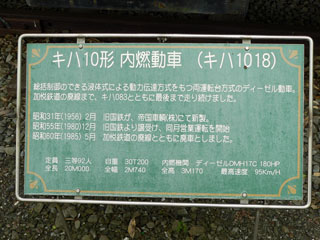 キハ10形 内燃動車 (キハ1018)
総括制御のできる液体式による動力伝達方式をもつ両運転台方式のディーゼル動車。
加悦鉄道の廃線まで、キハ083とともに最後まで走り続けました。
昭和31年(1956) 2月 旧国鉄が、帝国車輌(株)にて新製。
昭和55年(1980)12月 旧国鉄より譲受け、同月営業運転を開始
昭和60年(1985) 5月 加悦鉄道の廃線とともに廃車としました。
定員 三等92人 自重 30T200 内燃機関 ディーゼルDMH17C 180HP
全長 20M000 全幅 2M740 全高 3M170 最高速度 95KM/H